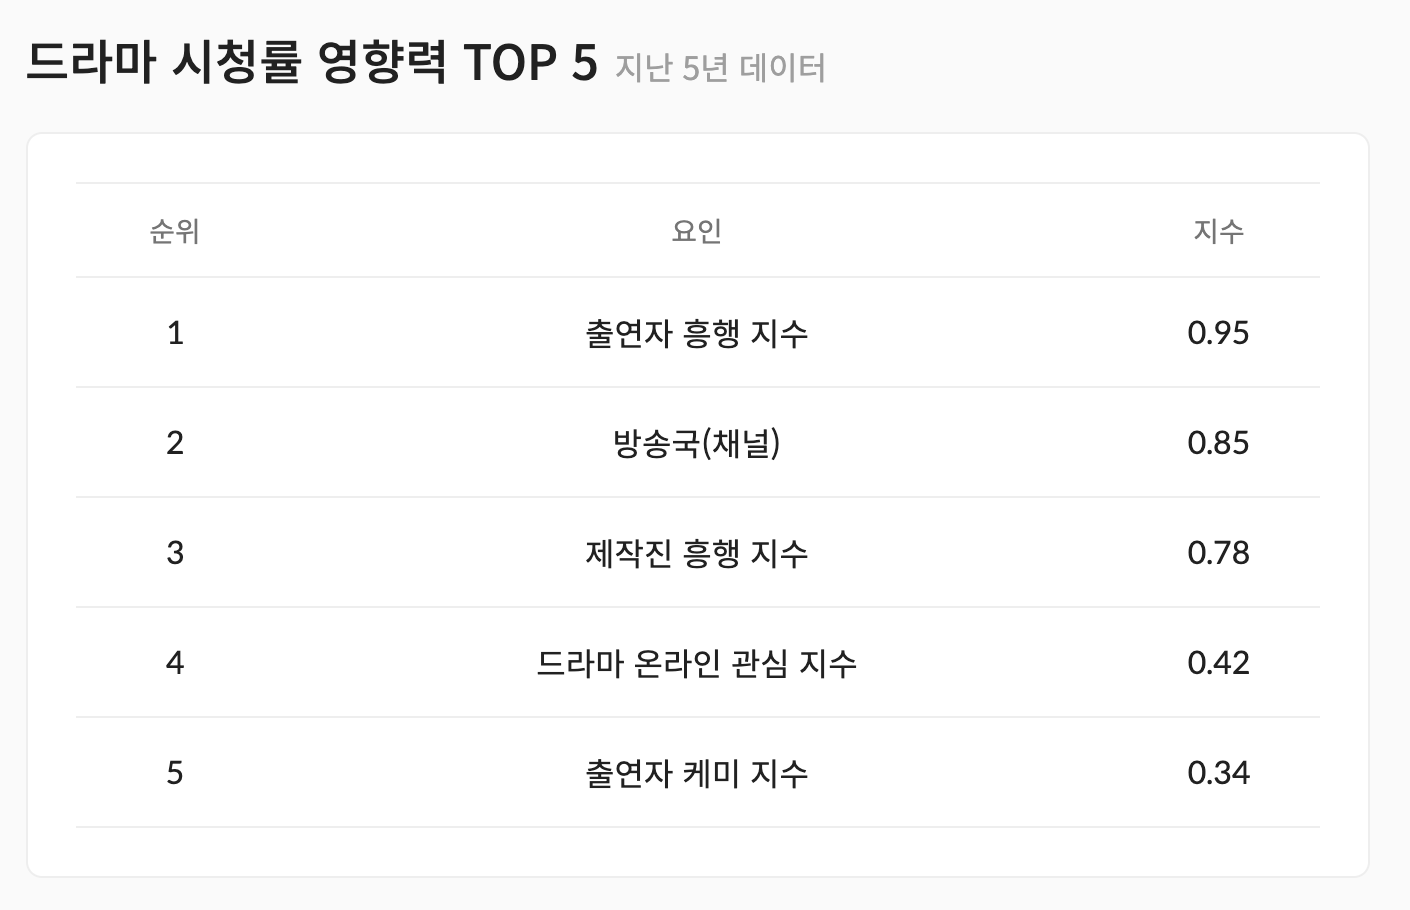 드라마 시청률 영향력 TOP 5 지난 5년 데이터
순위 요인 지수
1 출연자 흥행 지수 0.95
2 방송국(채널) 0.85
3 제작진 흥행 지수 0.78
4 드라마 온라인 관심 지수 0.42
5 출연자 케미 지수 0.34